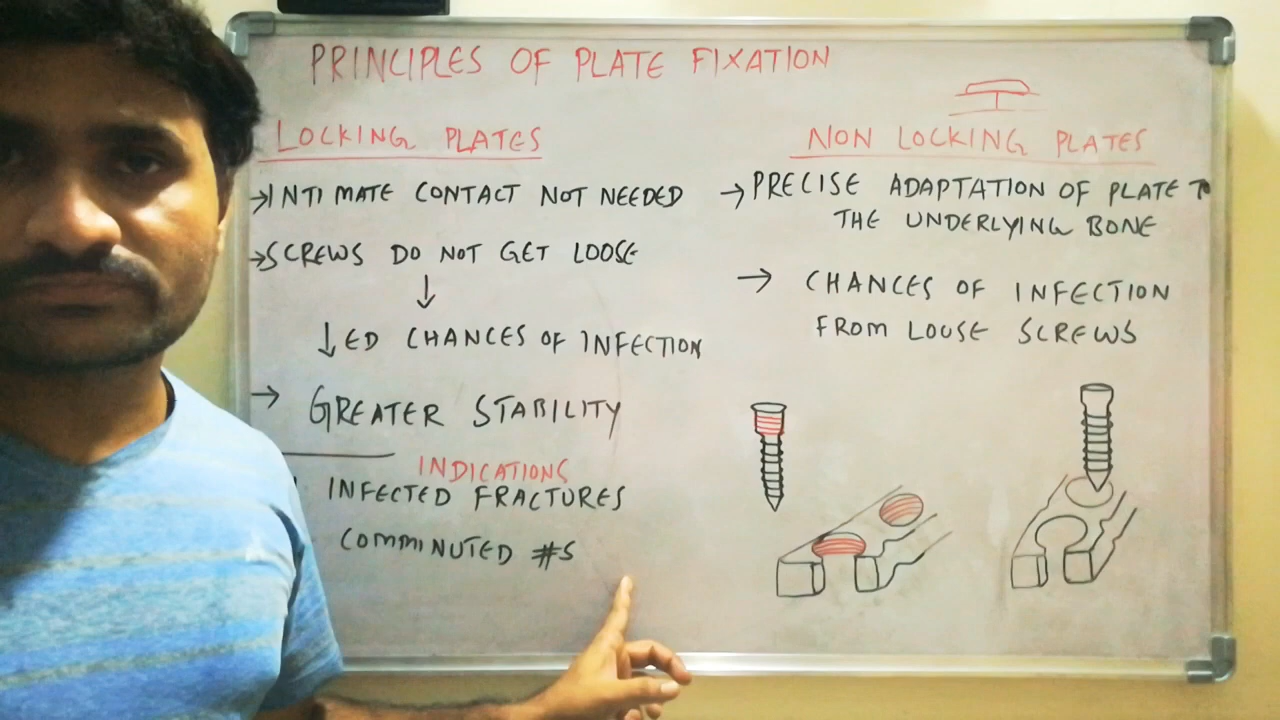 PRINCIPLES OF PLATE FIXATION
LOCKING PLATES
→INTIMATE CONTACT NOT NEEDED
→SCREWS DO NOT GET LOOSE
↓
↓ED CHANCES OF INFECTION
→ GREATER STABILITY
INDICATIONS
INFECTED FRACTURES
COMMINUTED #S
NON LOCKING PLATES
→PRECISE ADAPTATION OF PLATE TO
THE UNDERLYING BONE
→ CHANCES OF INFECTION
FROM LOOSE SCREWS